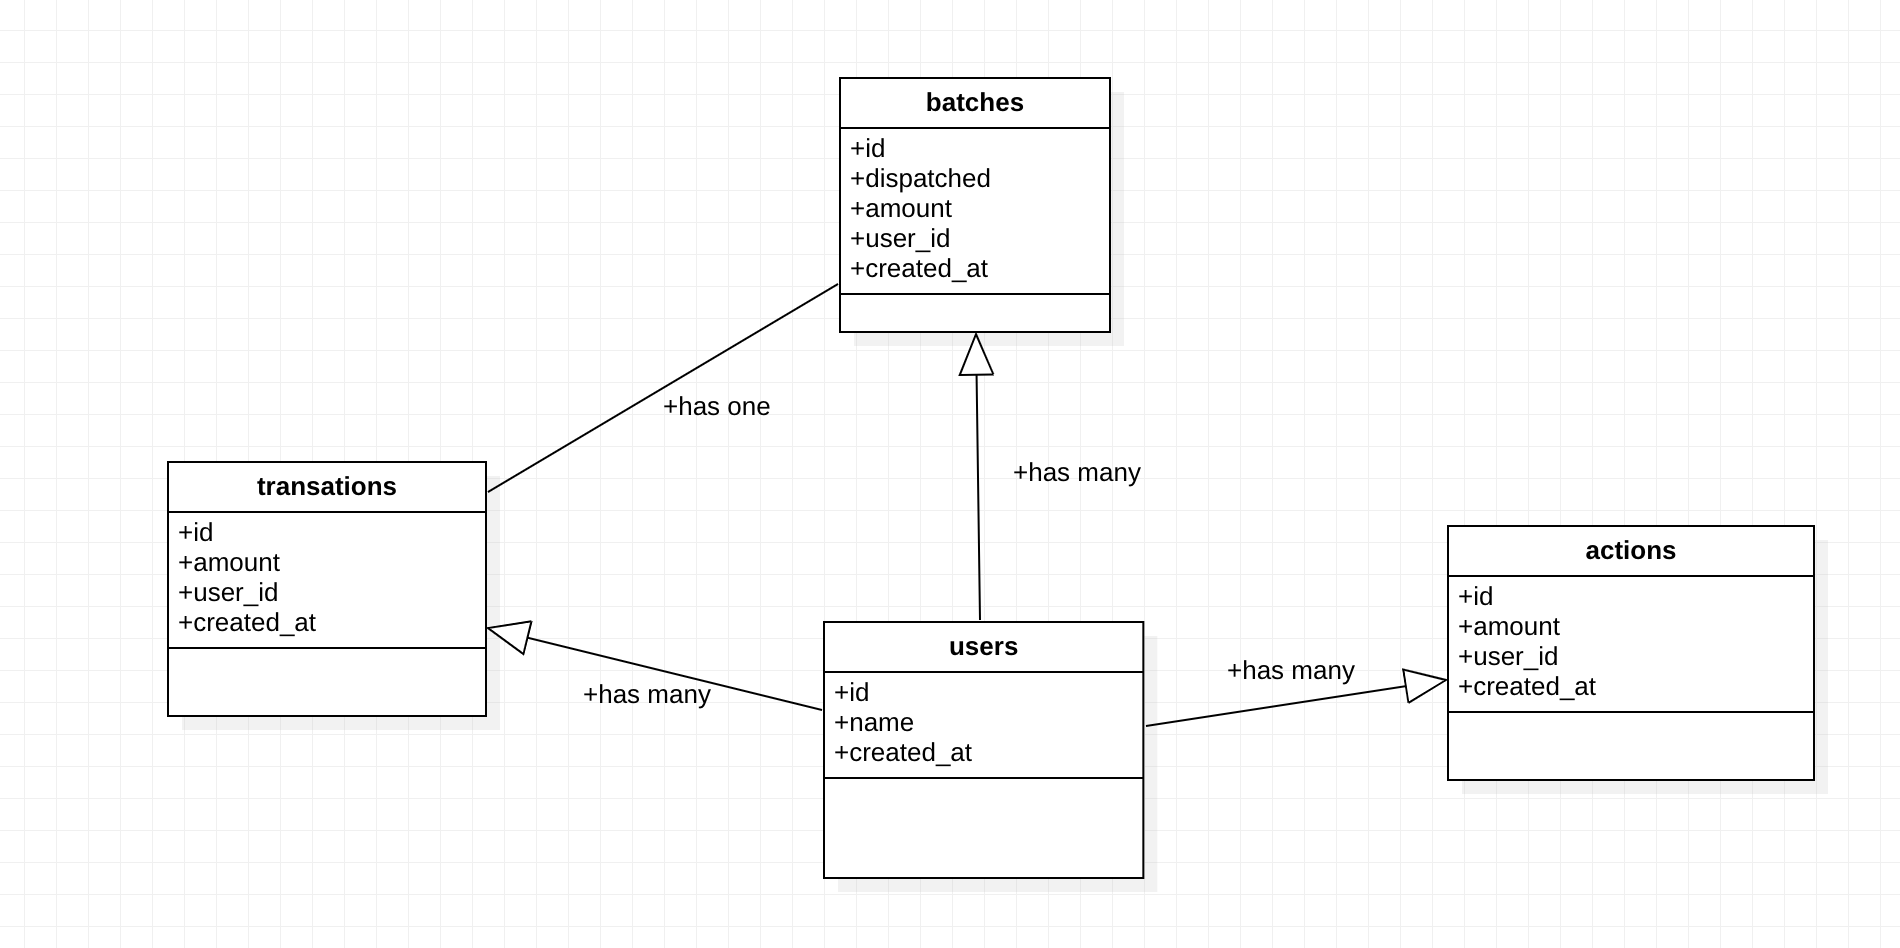 batches
+id
+dispatched
+amount
+user_id
+created_at
+has one
+has many
transations
+id
+amount
+user_id
+created_at
+has many
users
+id
+name
+created_at
+has many
actions
+id
+amount
+user_id
+created_at